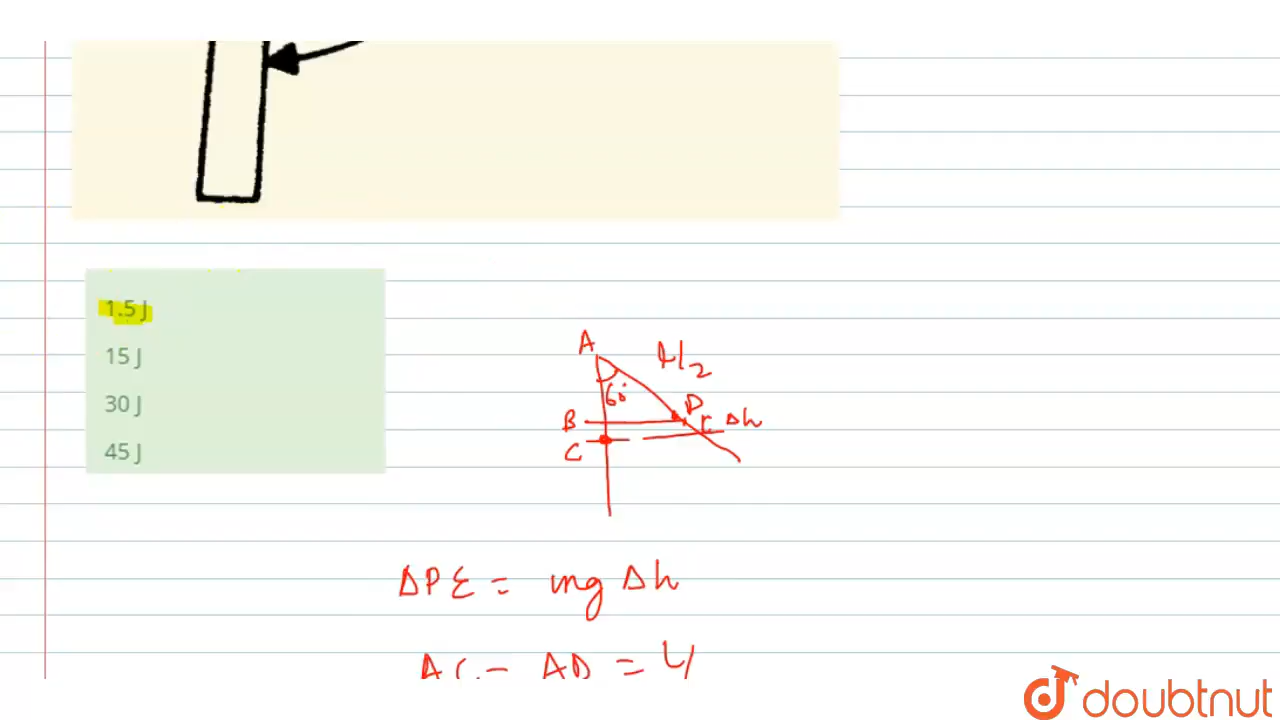 1.5 J
15 J
30 J
45 J
A
l/2
60°
D
B
Δh
C
ΔPE = mg Δh
AC = AD = L/
doubtnut